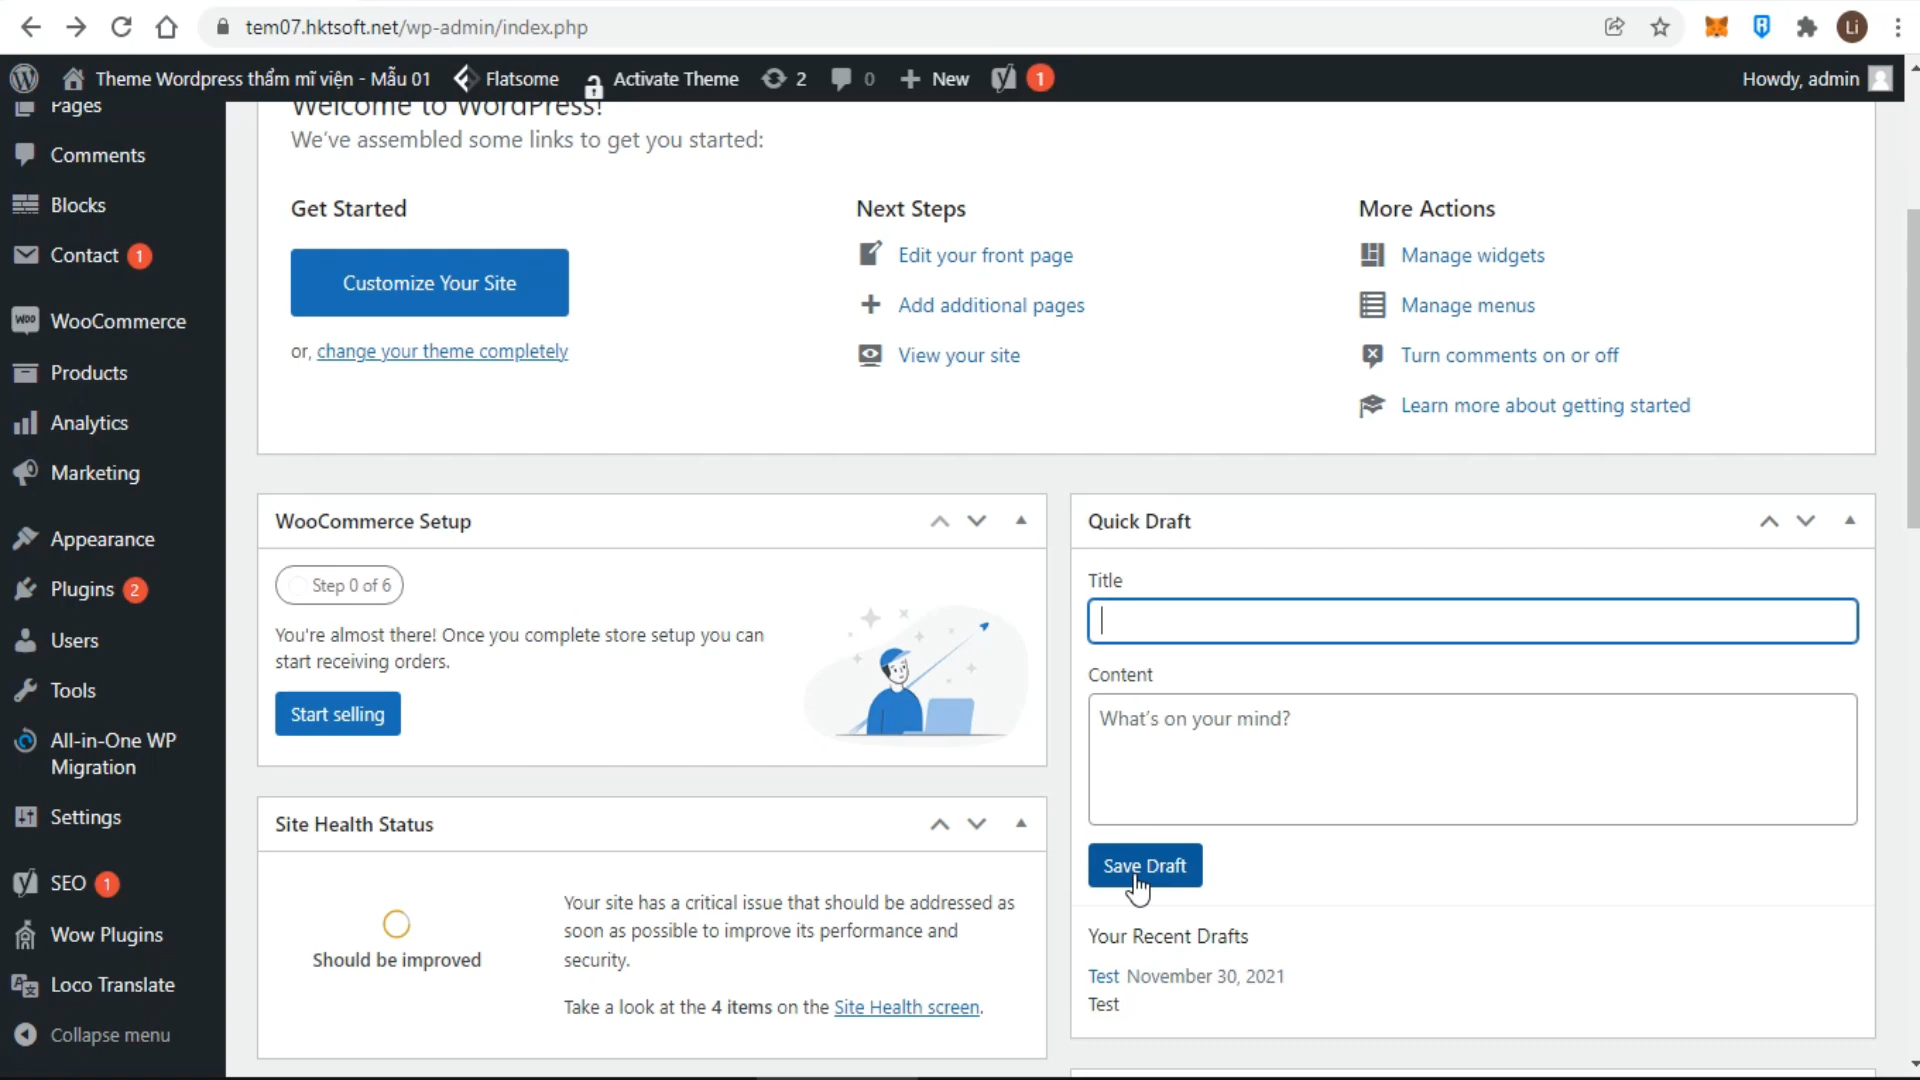 tem07.hktsoft.net/wp-admin/index.php
Li
Theme Wordpress thẩm mĩ viện - Mẫu 01
Flatsome
Activate Theme
2
0
New
1
Howdy, admin
Pages
Comments
Blocks
Contact 1
WooCommerce
Products
Analytics
Marketing
Appearance
Plugins 2
Users
Tools
All-in-One WP
Migration
Settings
SEO 1
Wow Plugins
Loco Translate
Collapse menu
Welcome to WordPress!
We've assembled some links to get you started:
Get Started
Customize Your Site
or, change your theme completely
Next Steps
Edit your front page
Add additional pages
View your site
More Actions
Manage widgets
Manage menus
Turn comments on or off
Learn more about getting started
WooCommerce Setup
Step 0 of 6
You're almost there! Once you complete store setup you can
start receiving orders.
Start selling
Site Health Status
Should be improved
Your site has a critical issue that should be addressed as
soon as possible to improve its performance and
security.
Take a look at the 4 items on the Site Health screen.
Quick Draft
Title
Content
What's on your mind?
Save Draft
Your Recent Drafts
Test November 30, 2021
Test